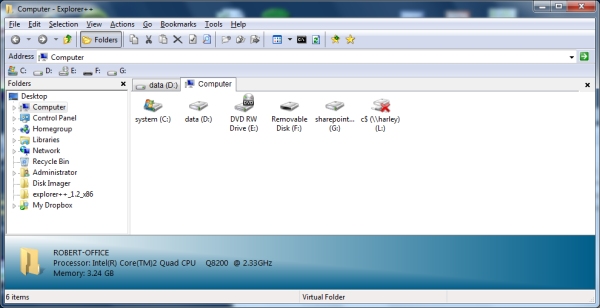 Computer - Explorer++
File Edit Selection View Actions Go Bookmarks Tools Help
Folders
Address Computer
C: D: E: F: G:
Folders
data (D:) Computer
Desktop
Computer
Control Panel
Homegroup
Libraries
Network
Recycle Bin
Administrator
Disk Imager
explorer++_1.2_x86
My Dropbox
system (C:)
data (D:)
DVD RW
Drive (E:)
Removable
Disk (F:)
sharepoint...
(G:)
c$ (\\harley)
(L:)
ROBERT-OFFICE
Processor: Intel(R) Core(TM)2 Quad CPU Q8200 @ 2.33GHz
Memory: 3.24 GB
6 items Virtual Folder